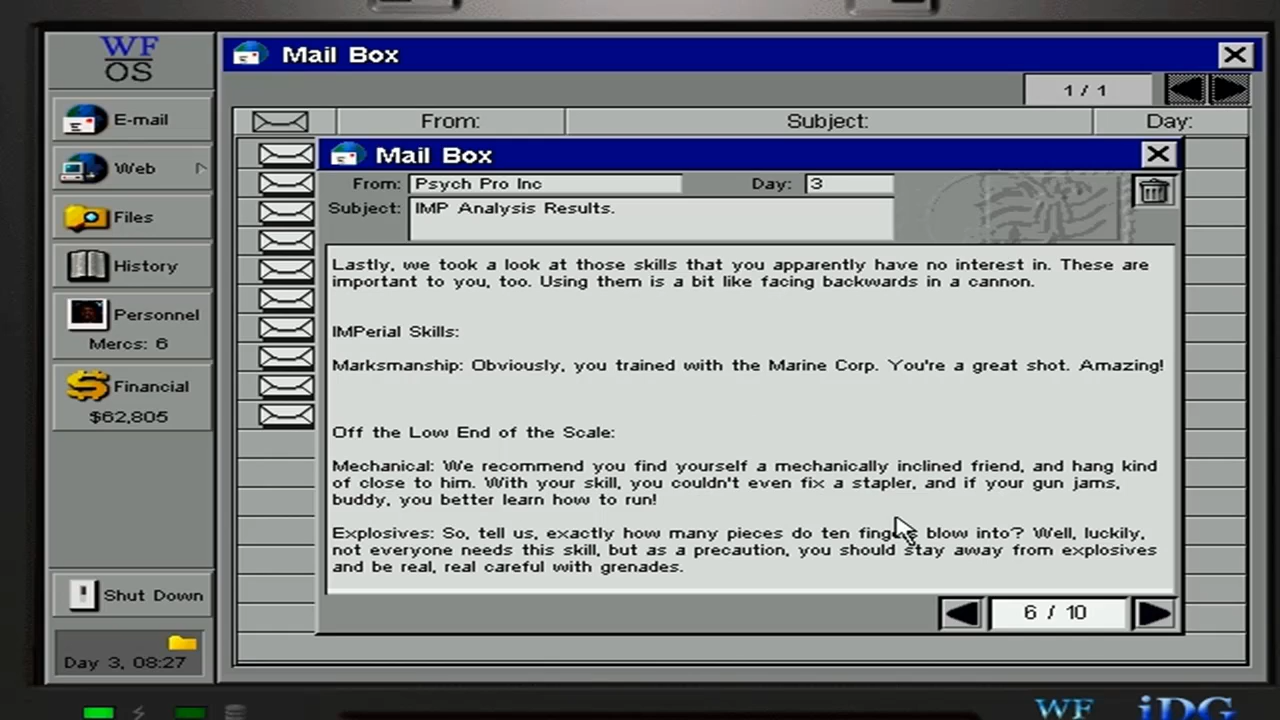 WF
OS
Mail Box
1 / 1
E-mail
From:
Subject:
Day:
Web
Mail Box
From:
Psych Pro Inc
Day:
3
Subject:
IMP Analysis Results.
Files
History
Personnel
Mercs: 6
Financial
$62,805
Lastly, we took a look at those skills that you apparently have no interest in. These are
important to you, too. Using them is a bit like facing backwards in a cannon.
IMPerial Skills:
Marksmanship: Obviously, you trained with the Marine Corp. You're a great shot. Amazing!
Off the Low End of the Scale:
Mechanical: We recommend you find yourself a mechanically inclined friend, and hang kind
of close to him. With your skill, you couldn't even fix a stapler, and if your gun jams,
buddy, you better learn how to run!
Explosives: So, tell us, exactly how many pieces do ten fingers blow into? Well, luckily,
not everyone needs this skill, but as a precaution, you should stay away from explosives
and be real, real careful with grenades.
6 / 10
Shut Down
Day 3, 08:27
WF
iDG